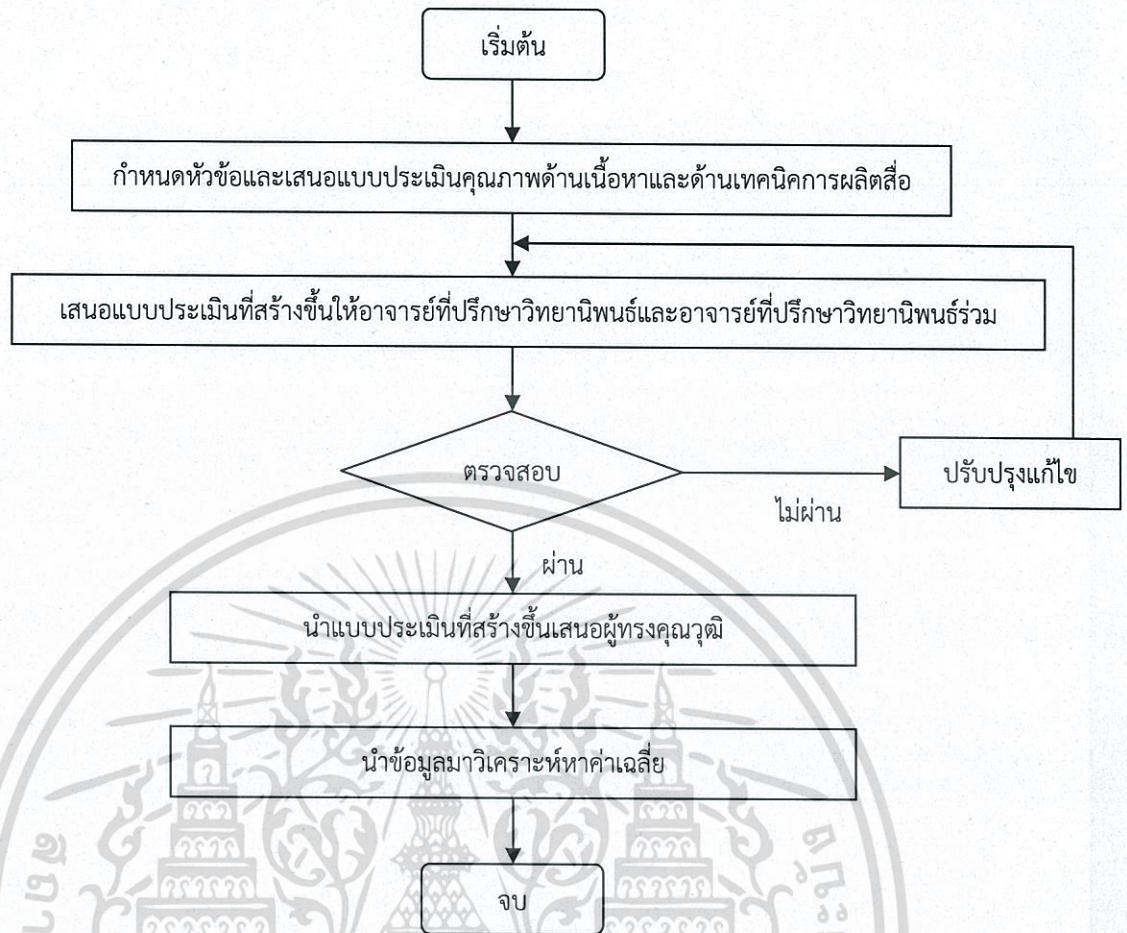 เริ่มต้น
กำหนดหัวข้อและเสนอแบบประเมินคุณภาพด้านเนื้อหาและด้านเทคนิคการผลิตสื่อ
เสนอแบบประเมินที่สร้างขึ้นให้อาจารย์ที่ปรึกษาวิทยานิพนธ์และอาจารย์ที่ปรึกษาวิทยานิพนธ์ร่วม
ตรวจสอบ
ปรับปรุงแก้ไข
ไม่ผ่าน
ผ่าน
นำแบบประเมินที่สร้างขึ้นเสนอผู้ทรงคุณวุฒิ
นำข้อมูลมาวิเคราะห์หาค่าเฉลี่ย
จบ